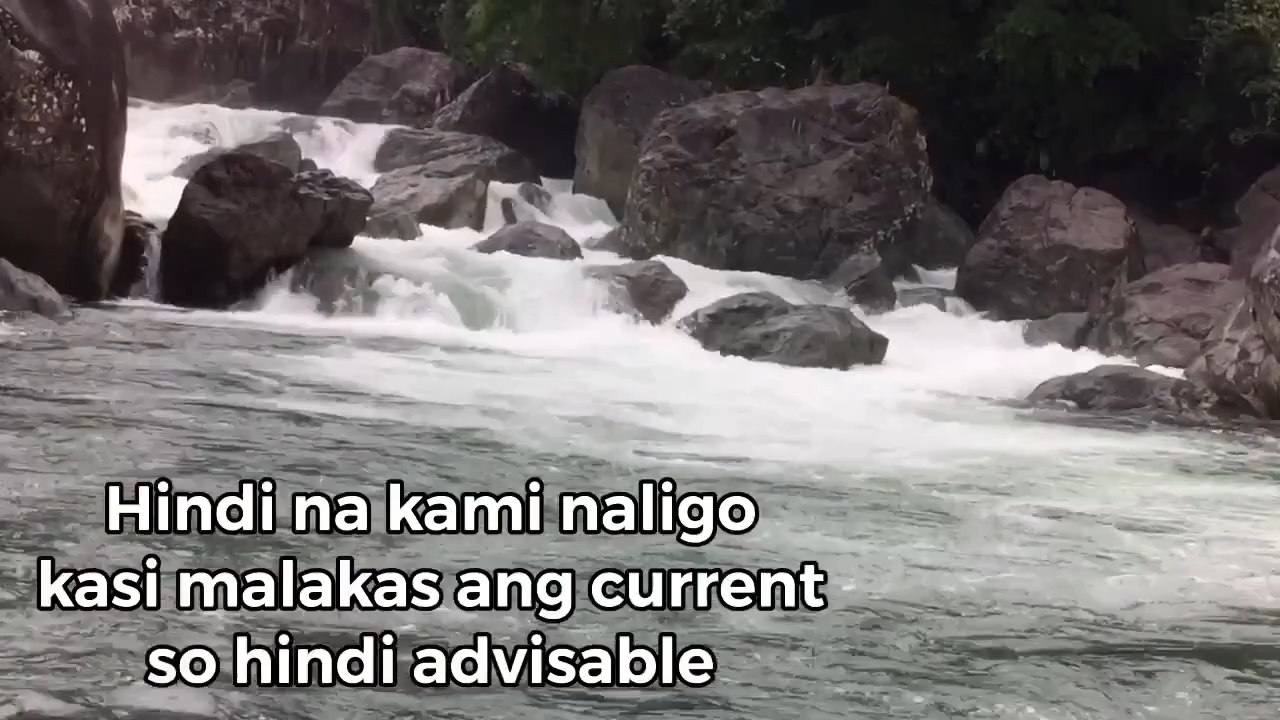 Hindi na kami naligo
kasi malakas ang current
so hindi advisable